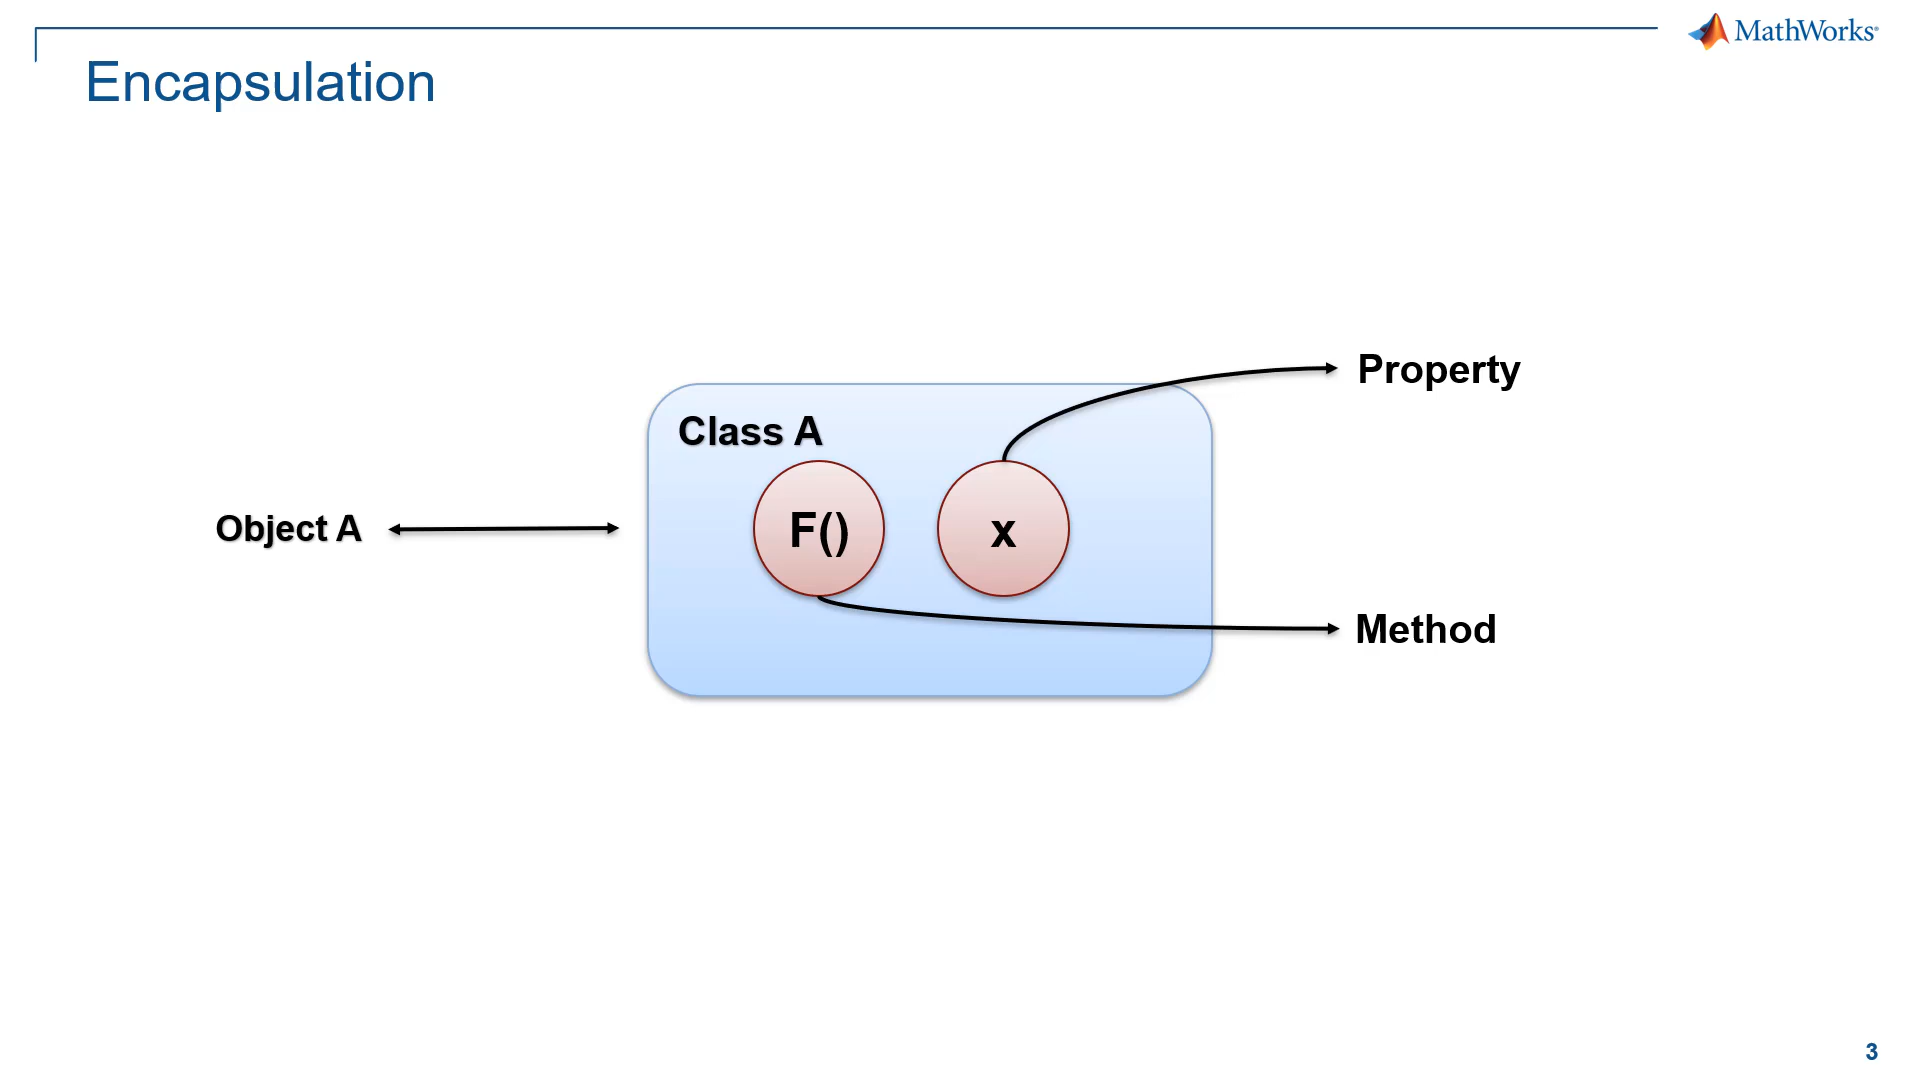 MathWorks®
Encapsulation
Property
Class A
F()
x
Object A
Method
3